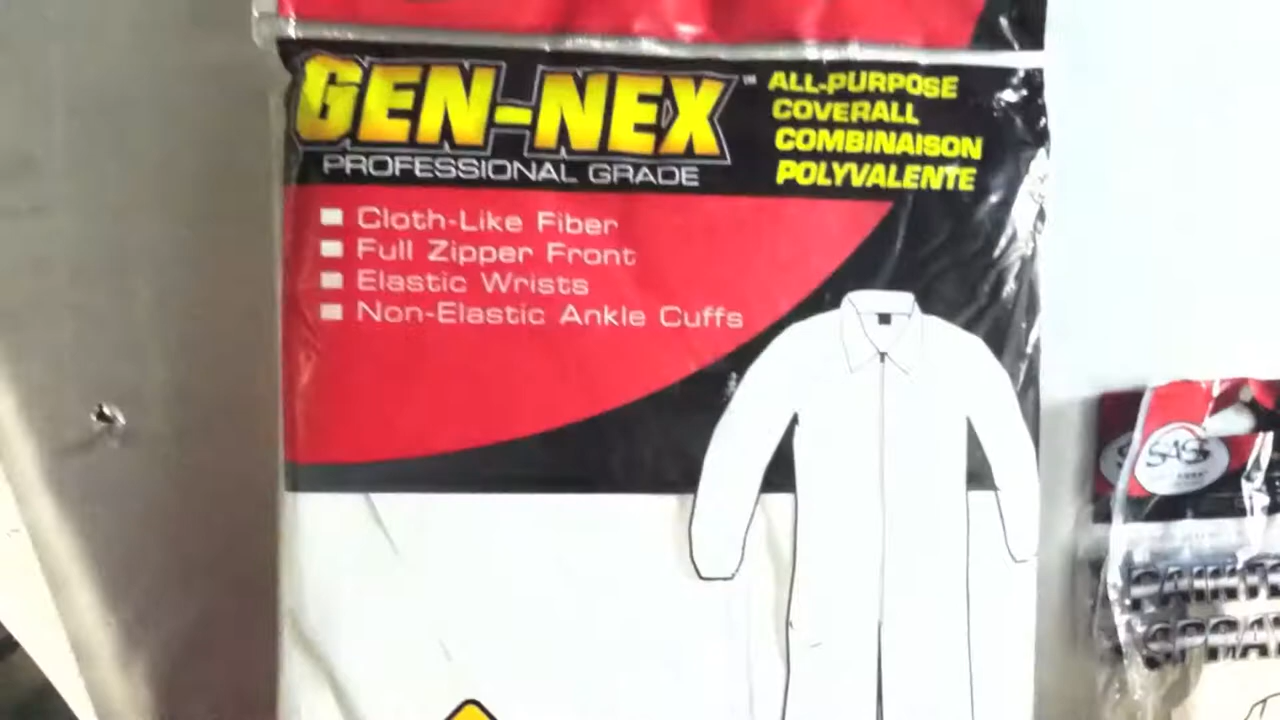 GEN-NEX™
PROFESSIONAL GRADE
ALL-PURPOSE
COVERALL
COMBINAISON
POLYVALENTE
Cloth-Like Fiber
Full Zipper Front
Elastic Wrists
Non-Elastic Ankle Cuffs
SAS